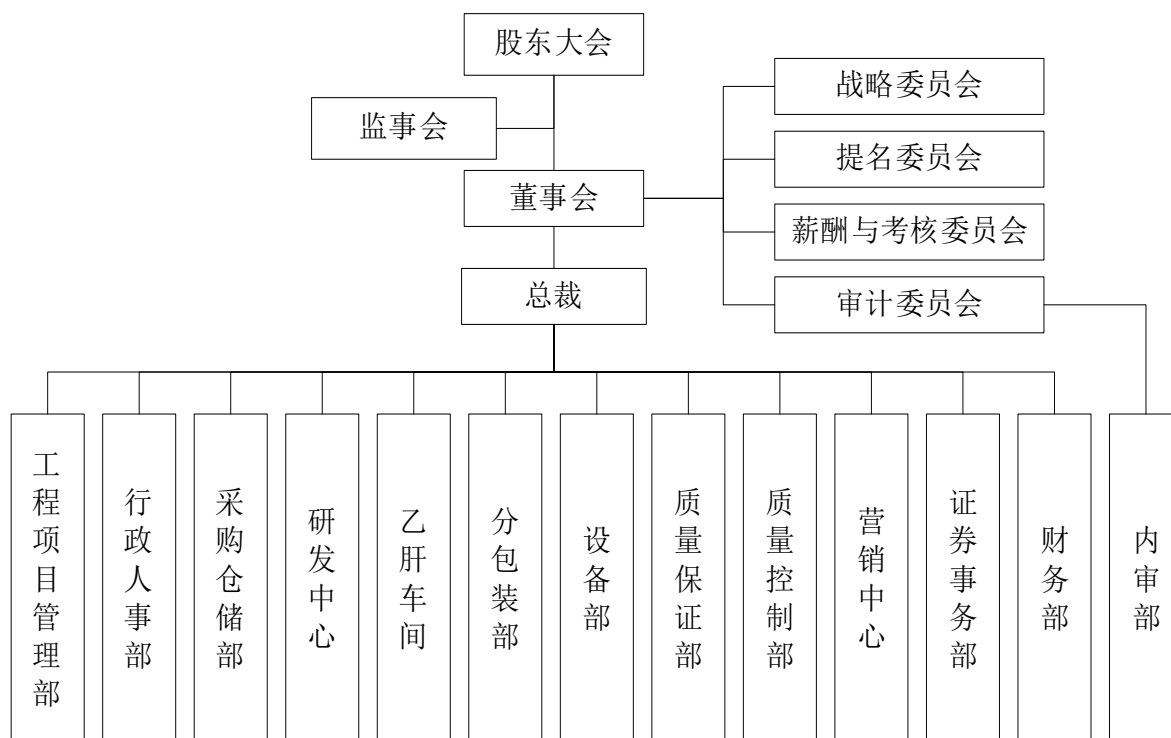 股东大会
监事会
战略委员会
提名委员会
董事会
薪酬与考核委员会
总裁
审计委员会
工程项目管理部
行政人事部
采购仓储部
研发中心
乙肝车间
分包装部
设备部
质量保证部
质量控制部
营销中心
证券事务部
财务部
内审部